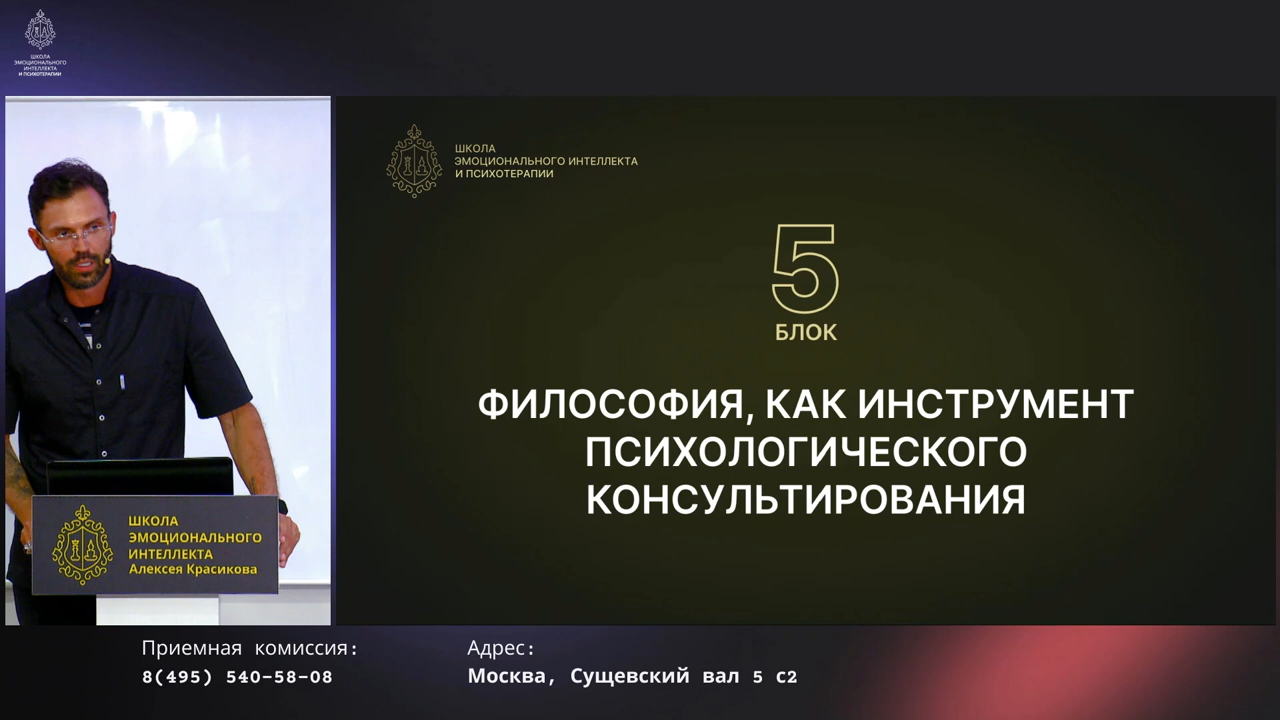 ШКОЛА
ЭМОЦИОНАЛЬНОГО
ИНТЕЛЛЕКТА
И ПСИХОТЕРАПИИ
ШКОЛА
ЭМОЦИОНАЛЬНОГО ИНТЕЛЛЕКТА
И ПСИХОТЕРАПИИ
5
БЛОК
ФИЛОСОФИЯ, КАК ИНСТРУМЕНТ
ПСИХОЛОГИЧЕСКОГО
КОНСУЛЬТИРОВАНИЯ
ШКОЛА
ЭМОЦИОНАЛЬНОГО
ИНТЕЛЛЕКТА
Алексея Красикова
Приемная комиссия:
8(495) 540-58-08
Адрес:
Москва, Сущевский вал 5 с2